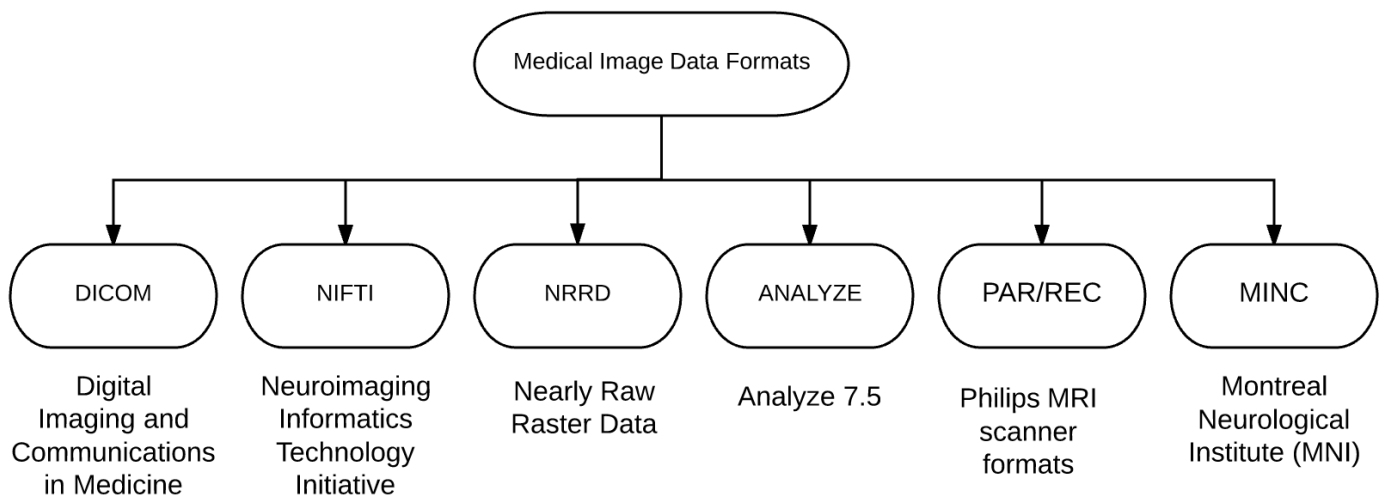 Medical Image Data Formats
DICOM
NIFTI
NRRD
ANALYZE
PAR/REC
MINC
Digital
Imaging and
Communications
in Medicine
Neuroimaging
Informatics
Technology
Initiative
Nearly Raw
Raster Data
Analyze 7.5
Philips MRI
scanner
formats
Montreal
Neurological
Institute (MNI)